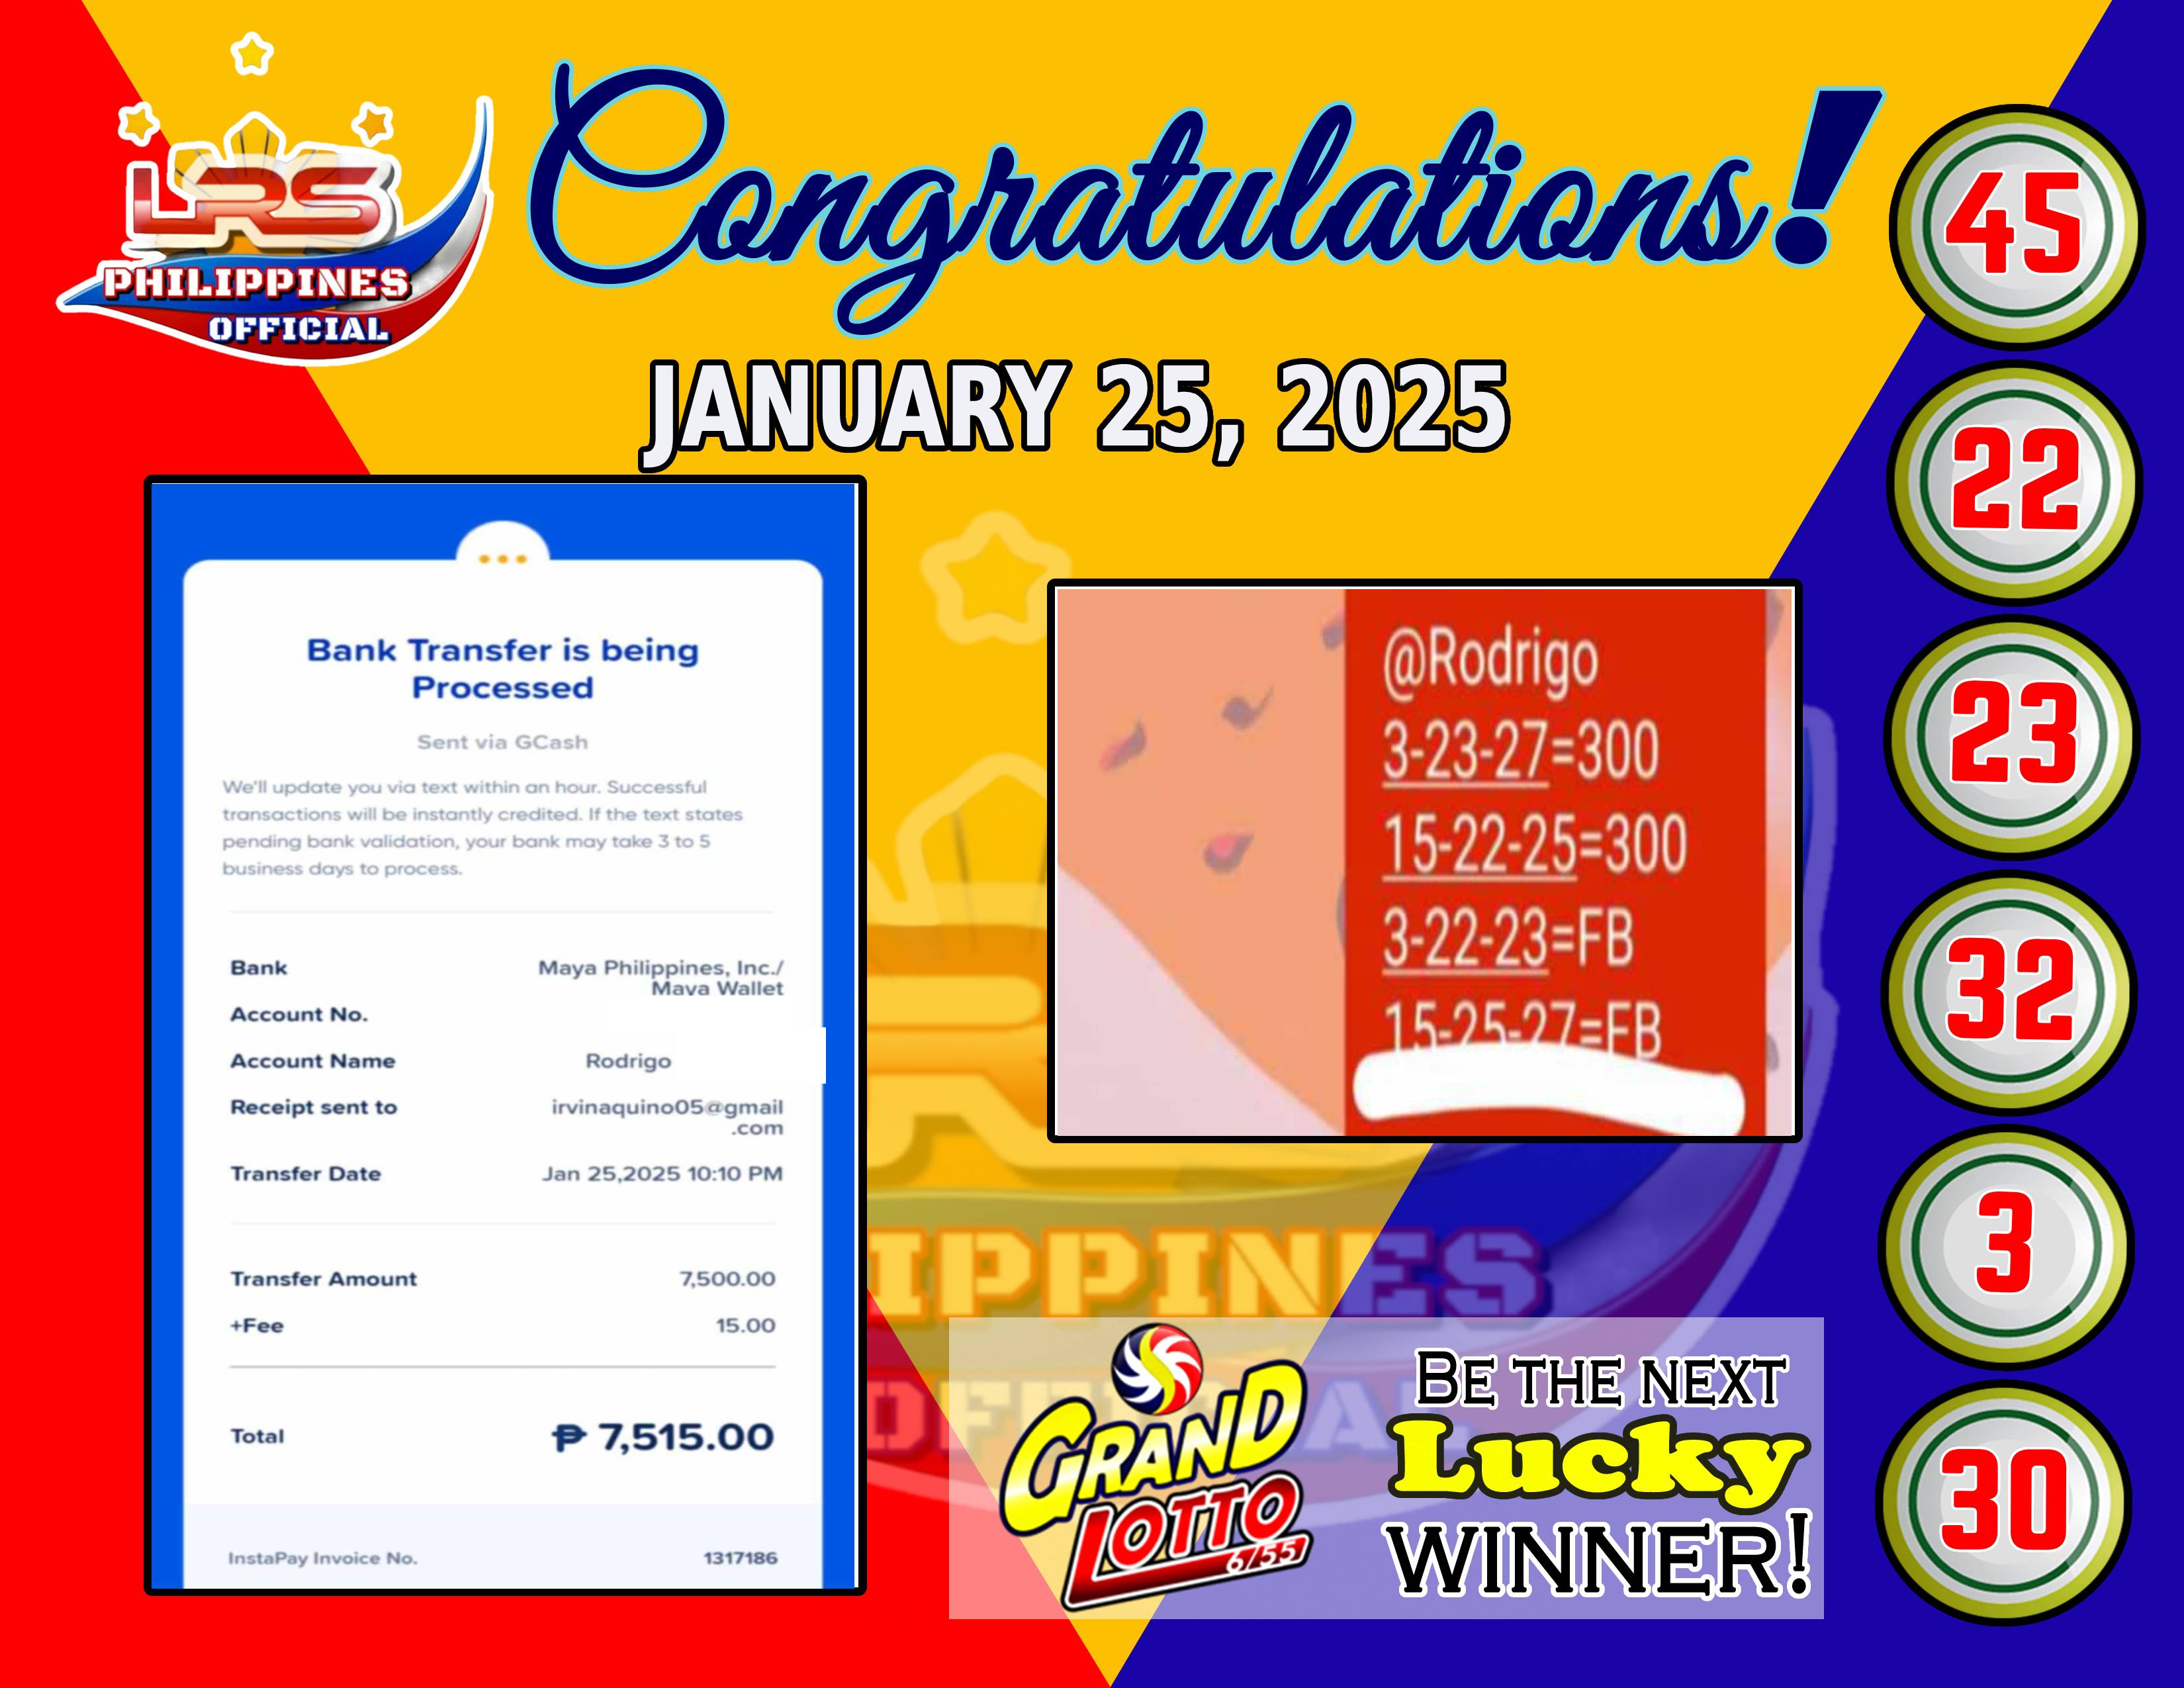 LRS
PHILIPPINES
OFFICIAL
Congratulations!
JANUARY 25, 2025
Bank Transfer is being
Processed
Sent via GCash
We'll update you via text within an hour. Successful
transactions will be instantly credited. If the text states
pending bank validation, your bank may take 3 to 5
business days to process.
Bank Maya Philippines, Inc./
Maya Wallet
Account No.
Account Name Rodrigo
Receipt sent to irvinaquino05@gmail
.com
Transfer Date Jan 25,2025 10:10 PM
Transfer Amount 7,500.00
+Fee 15.00
Total ₱ 7,515.00
InstaPay Invoice No. 1317186
@Rodrigo
3-23-27=300
15-22-25=300
3-22-23=FB
15-25-27=FB
IPPINES
OFFICIAL
GRAND
LOTTO
6/55
BE THE NEXT
Lucky
WINNER!
45
22
23
32
3
30